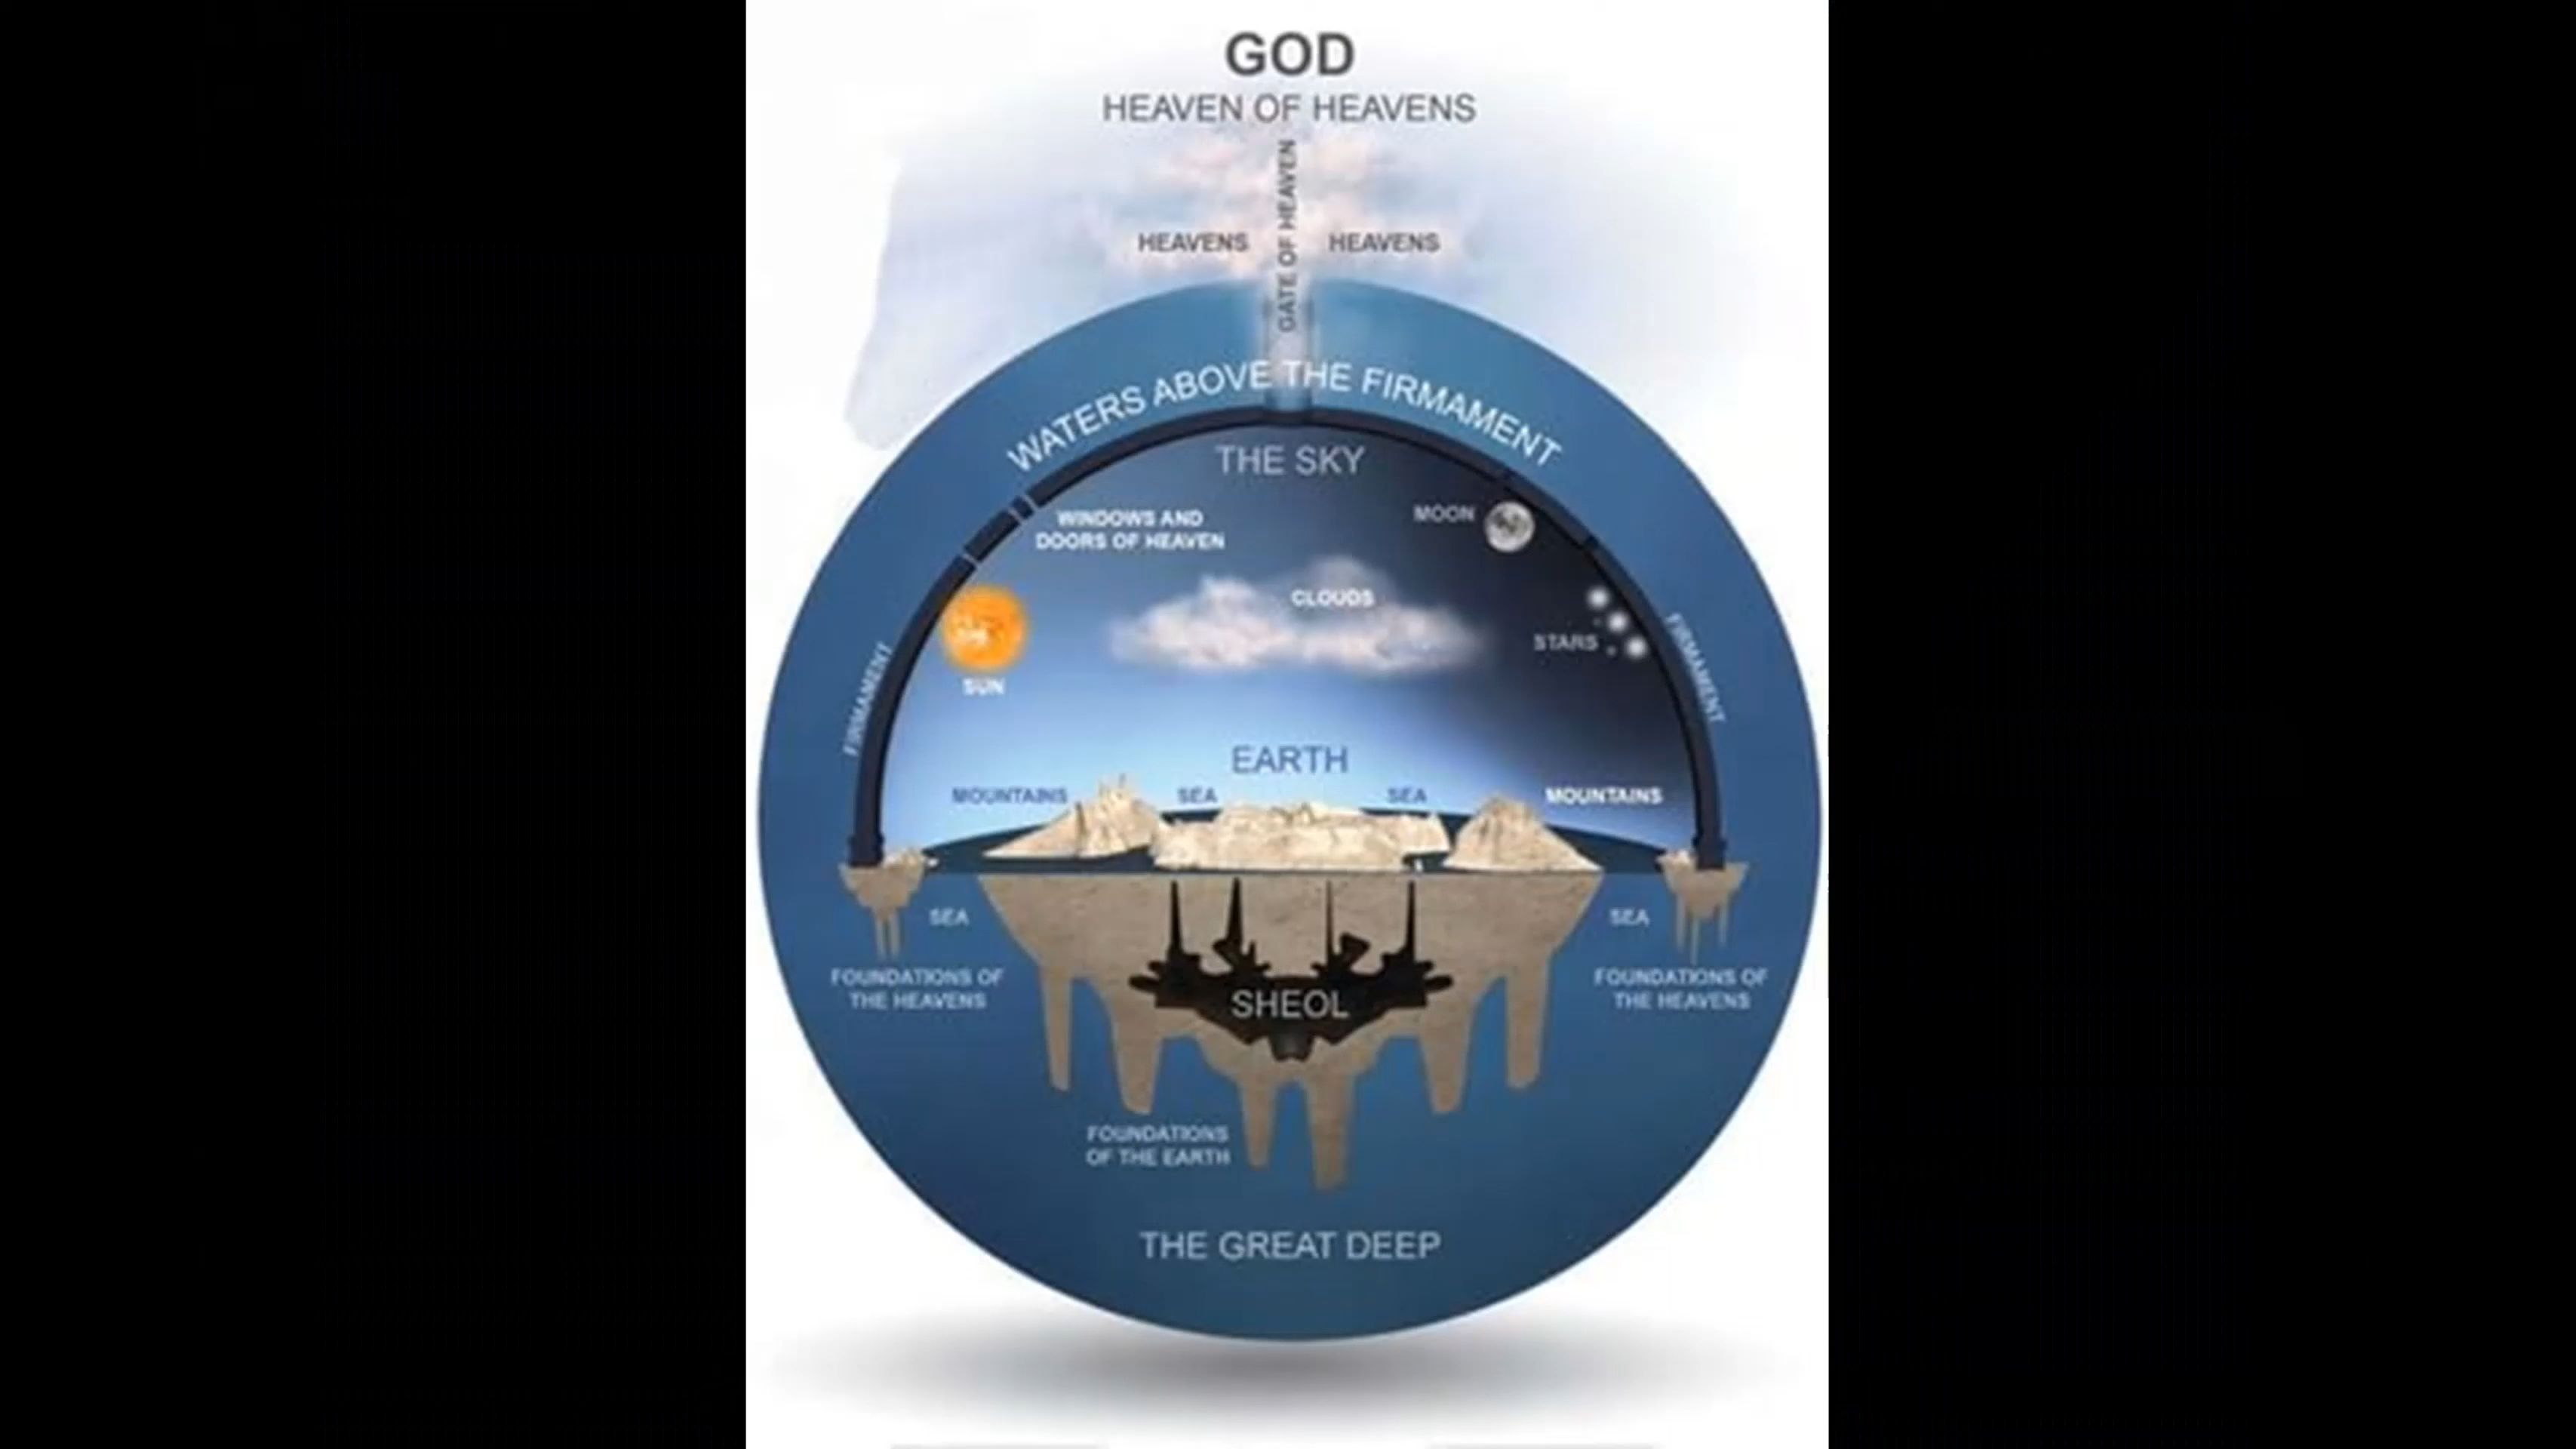 GOD
HEAVEN OF HEAVENS
GATE OF HEAVEN
HEAVENS
HEAVENS
WATERS ABOVE THE FIRMAMENT
THE SKY
WINDOWS AND
DOORS OF HEAVEN
MOON
CLOUDS
STARS
SUN
FIRMAMENT
FIRMAMENT
EARTH
MOUNTAINS
SEA
SEA
MOUNTAINS
SEA
SEA
FOUNDATIONS OF
THE HEAVENS
FOUNDATIONS OF
THE HEAVENS
SHEOL
FOUNDATIONS
OF THE EARTH
THE GREAT DEEP